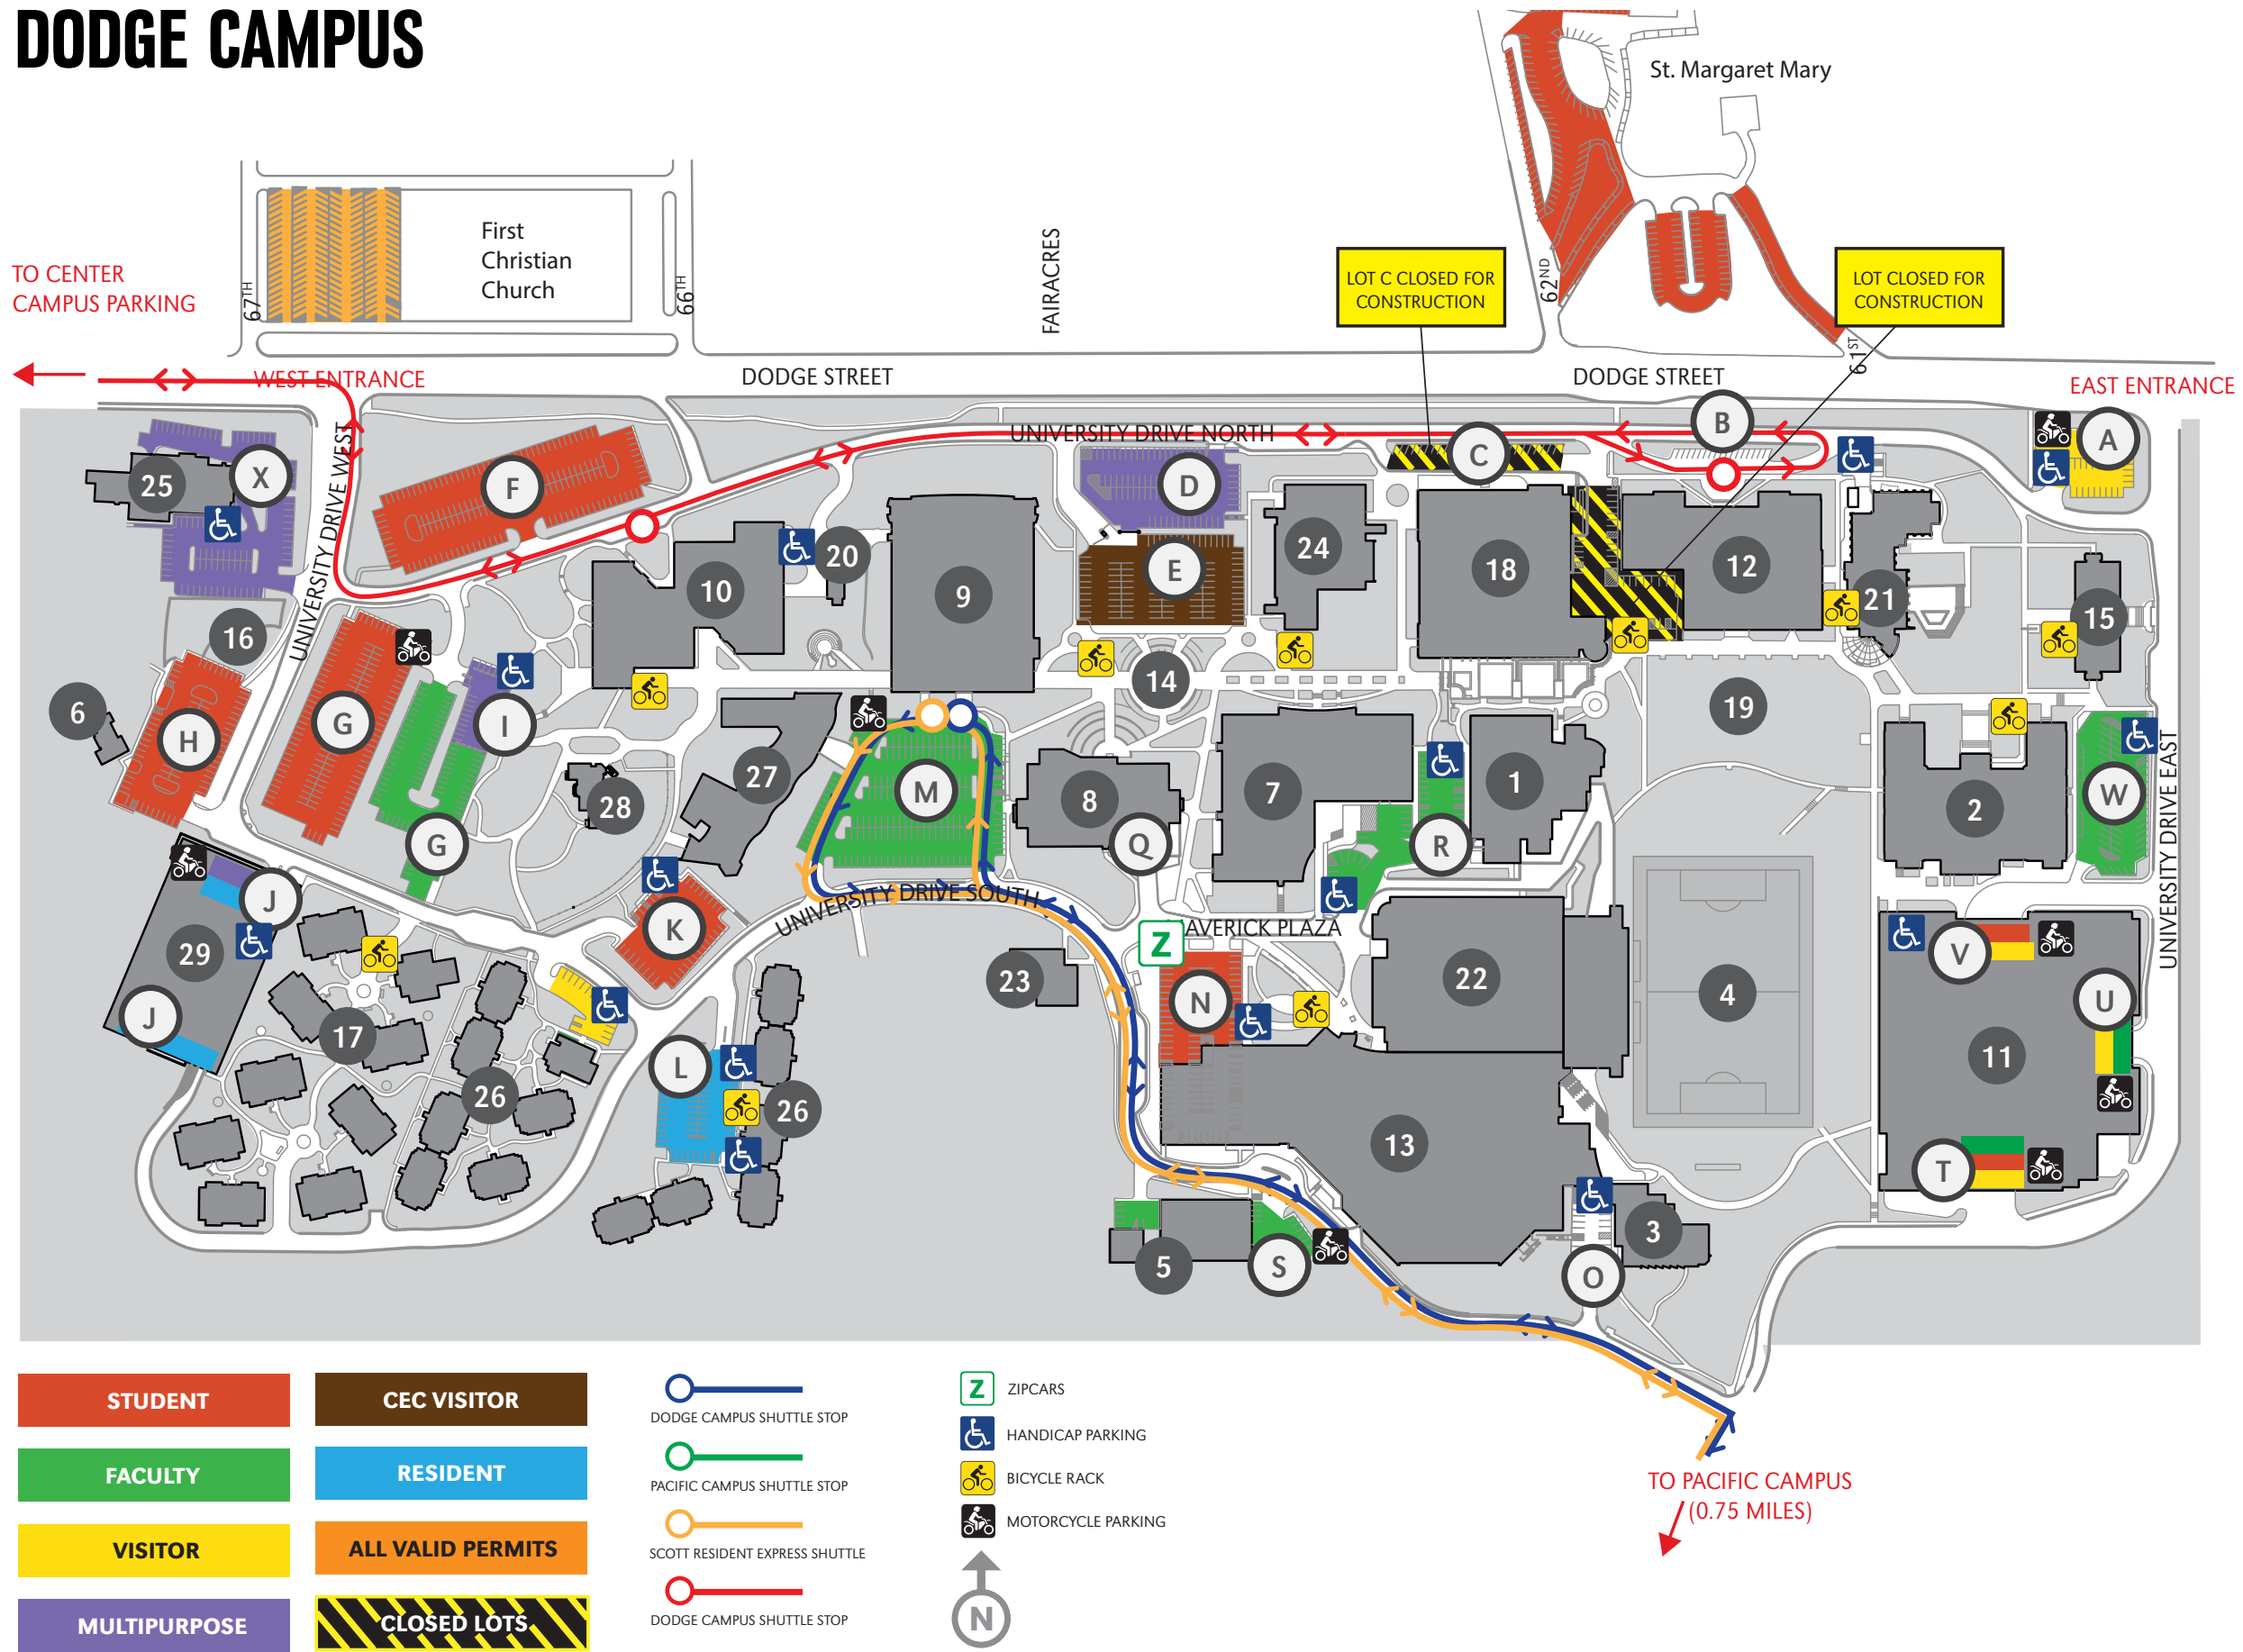 DODGE CAMPUS
St. Margaret Mary
First
Christian
Church
67TH
66TH
FAIRACRES
62ND
61ST
TO CENTER
CAMPUS PARKING
LOT C CLOSED FOR
CONSTRUCTION
LOT CLOSED FOR
CONSTRUCTION
WEST ENTRANCE
DODGE STREET
DODGE STREET
EAST ENTRANCE
UNIVERSITY DRIVE NORTH
UNIVERSITY DRIVE WEST
B
A
C
X
25
F
D
E
24
18
12
20
10
9
21
15
16
6
H
G
I
14
19
27
28
M
8
7
1
R
2
W
G
Q
UNIVERSITY DRIVE EAST
UNIVERSITY DRIVE SOUTH
AVERICK PLAZA
J
K
29
Z
23
N
22
4
V
U
J
17
L
26
26
11
13
T
3
5
S
O
STUDENT
FACULTY
VISITOR
MULTIPURPOSE
CEC VISITOR
RESIDENT
ALL VALID PERMITS
CLOSED LOTS
DODGE CAMPUS SHUTTLE STOP
PACIFIC CAMPUS SHUTTLE STOP
SCOTT RESIDENT EXPRESS SHUTTLE
DODGE CAMPUS SHUTTLE STOP
Z ZIPCARS
HANDICAP PARKING
BICYCLE RACK
MOTORCYCLE PARKING
N
TO PACIFIC CAMPUS
(0.75 MILES)